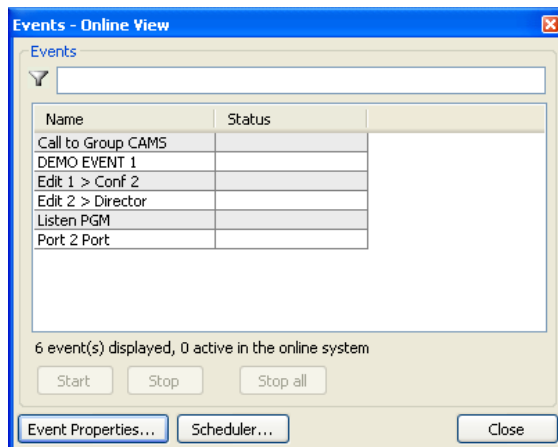 Events - Online View
Events
Name Status
Call to Group CAMS
DEMO EVENT 1
Edit 1 > Conf 2
Edit 2 > Director
Listen PGM
Port 2 Port
6 event(s) displayed, 0 active in the online system
Start Stop Stop all
Event Properties... Scheduler... Close